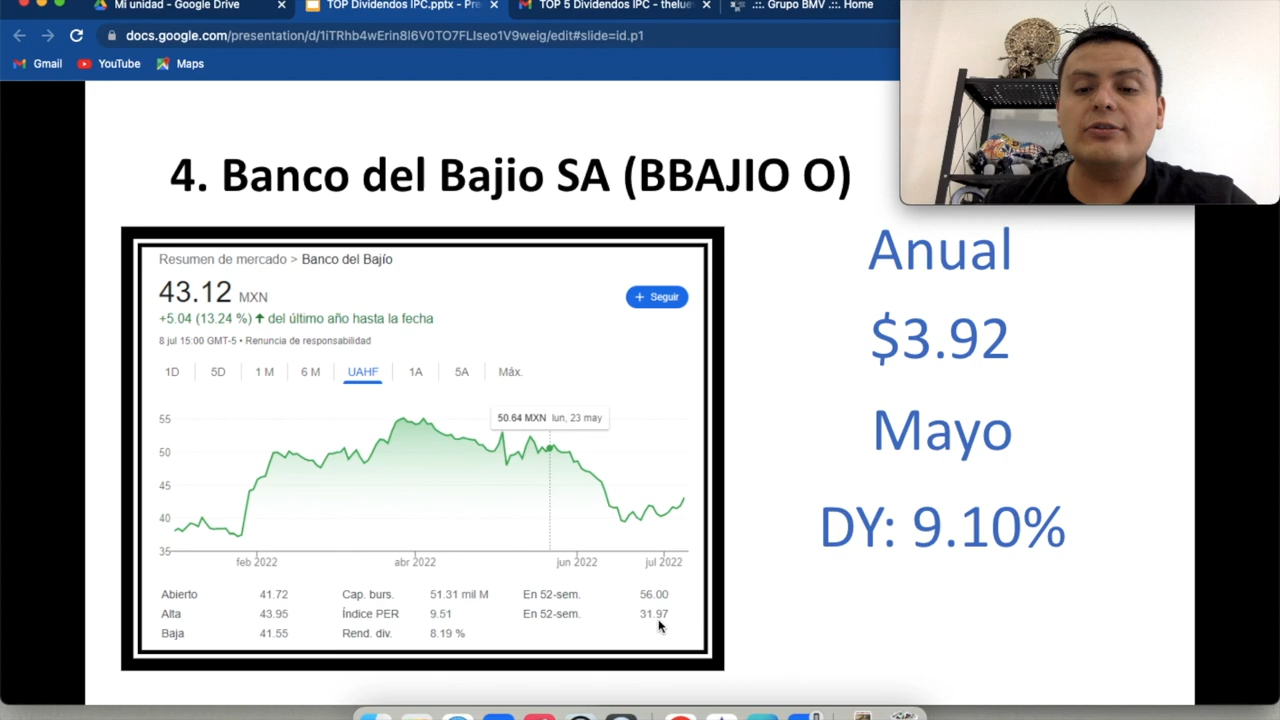 Mi unidad - Google Drive
TOP Dividendos IPC.pptx - Pre
TOP 5 Dividendos IPC - thelue
.::. Grupo BMV .::. Home
docs.google.com/presentation/d/1iTRhb4wErin8I6V0TO7FLIseo1V9weig/edit#slide=id.p1
Gmail
YouTube
Maps
4. Banco del Bajio SA (BBAJIO O)
Resumen de mercado > Banco del Bajío
43.12 MXN
+ Seguir
+5.04 (13.24 %) ↑ del último año hasta la fecha
8 jul 15:00 GMT-5 • Renuncia de responsabilidad
1D 5D 1 M 6 M UAHF 1A 5A Máx.
50.64 MXN lun, 23 may
55
50
45
40
35
feb 2022 abr 2022 jun 2022 jul 2022
Abierto 41.72 Cap. burs. 51.31 mil M En 52-sem. 56.00
Alta 43.95 Índice PER 9.51 En 52-sem. 31.97
Baja 41.55 Rend. div. 8.19 %
Anual
$3.92
Mayo
DY: 9.10%